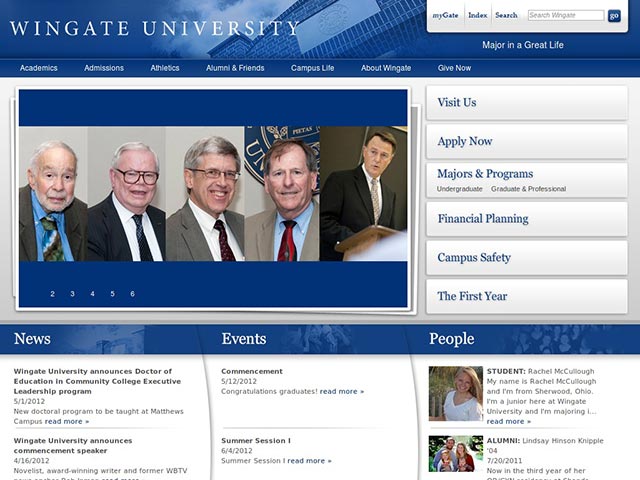 WINGATE UNIVERSITY
myGate Index Search Search Wingate go
Major in a Great Life
Academics Admissions Athletics Alumni & Friends Campus Life About Wingate Give Now
PIETAS
UNIVER
2 3 4 5 6
Visit Us
Apply Now
Majors & Programs
Undergraduate Graduate & Professional
Financial Planning
Campus Safety
The First Year
News
Wingate University announces Doctor of
Education in Community College Executive
Leadership program
5/1/2012
New doctoral program to be taught at Matthews
Campus read more »
Wingate University announces
commencement speaker
4/16/2012
Novelist, award-winning writer and former WBTV
Events
Commencement
5/12/2012
Congratulations graduates! read more »
Summer Session I
6/4/2012
Summer Session I read more »
People
STUDENT: Rachel McCullough
My name is Rachel McCullough
and I'm from Sherwood, Ohio.
I'm a junior here at Wingate
University and I'm majoring i...
read more »
ALUMNI: Lindsay Hinson Knipple
'04
7/20/2011
Now in the third year of her